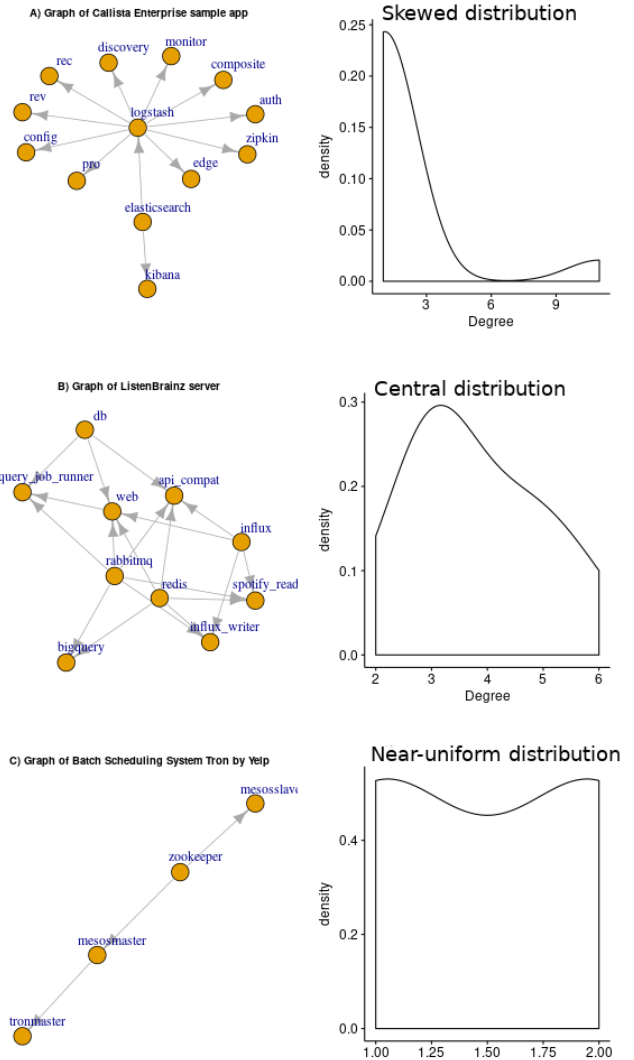 A) Graph of Callista Enterprise sample app
rec
discovery
monitor
composite
rev
logstash
auth
config
zipkin
pro
edge
elasticsearch
kibana
Skewed distribution
density
0.25
0.20
0.15
0.10
0.05
0.00
3 6 9
Degree
B) Graph of ListenBrainz server
db
query_job_runner
api_compat
web
influx
rabbitmq
redis
spotify_read
influx_writer
bigquery
Central distribution
density
0.3
0.2
0.1
0.0
2 3 4 5 6
Degree
C) Graph of Batch Scheduling System Tron by Yelp
mesosslave
zookeeper
mesosmaster
tronmaster
Near-uniform distribution
density
0.4
0.2
0.0
1.00 1.25 1.50 1.75 2.00